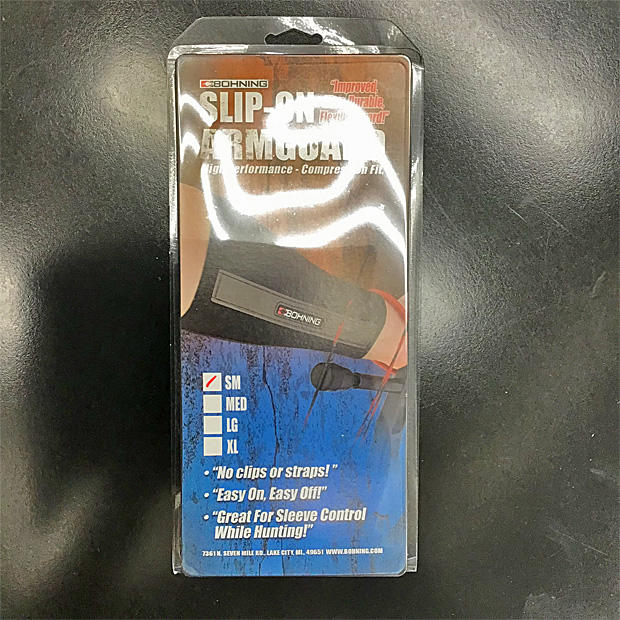 BOHNING
SLIP-ON
ARMGUARD
"Improved,
Durable,
High Performance - Compression Fit.
BOHNING
SM
MED
LG
XL
• "No clips or straps!"
• "Easy On, Easy Off!"
• "Great For Sleeve Control
While Hunting!"
7361 N. SEVEN MILE RD., LAKE CITY, MI., 49651 WWW.BOHNING.COM